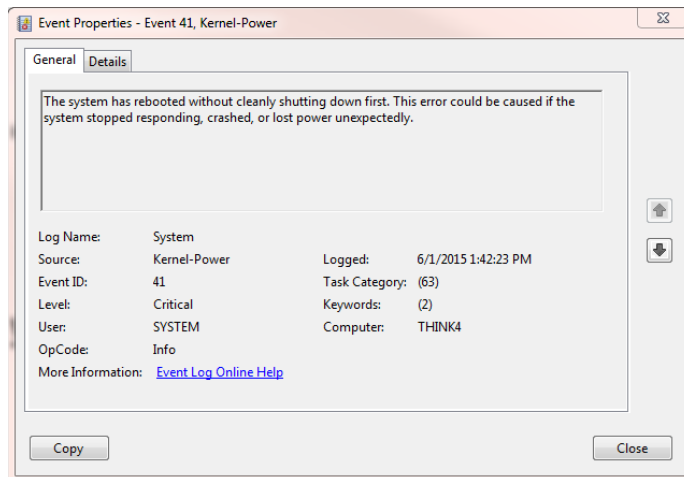 Event Properties - Event 41, Kernel-Power
General Details
The system has rebooted without cleanly shutting down first. This error could be caused if the
system stopped responding, crashed, or lost power unexpectedly.
Log Name: System
Source: Kernel-Power Logged: 6/1/2015 1:42:23 PM
Event ID: 41 Task Category: (63)
Level: Critical Keywords: (2)
User: SYSTEM Computer: THINK4
OpCode: Info
More Information: Event Log Online Help
Copy Close